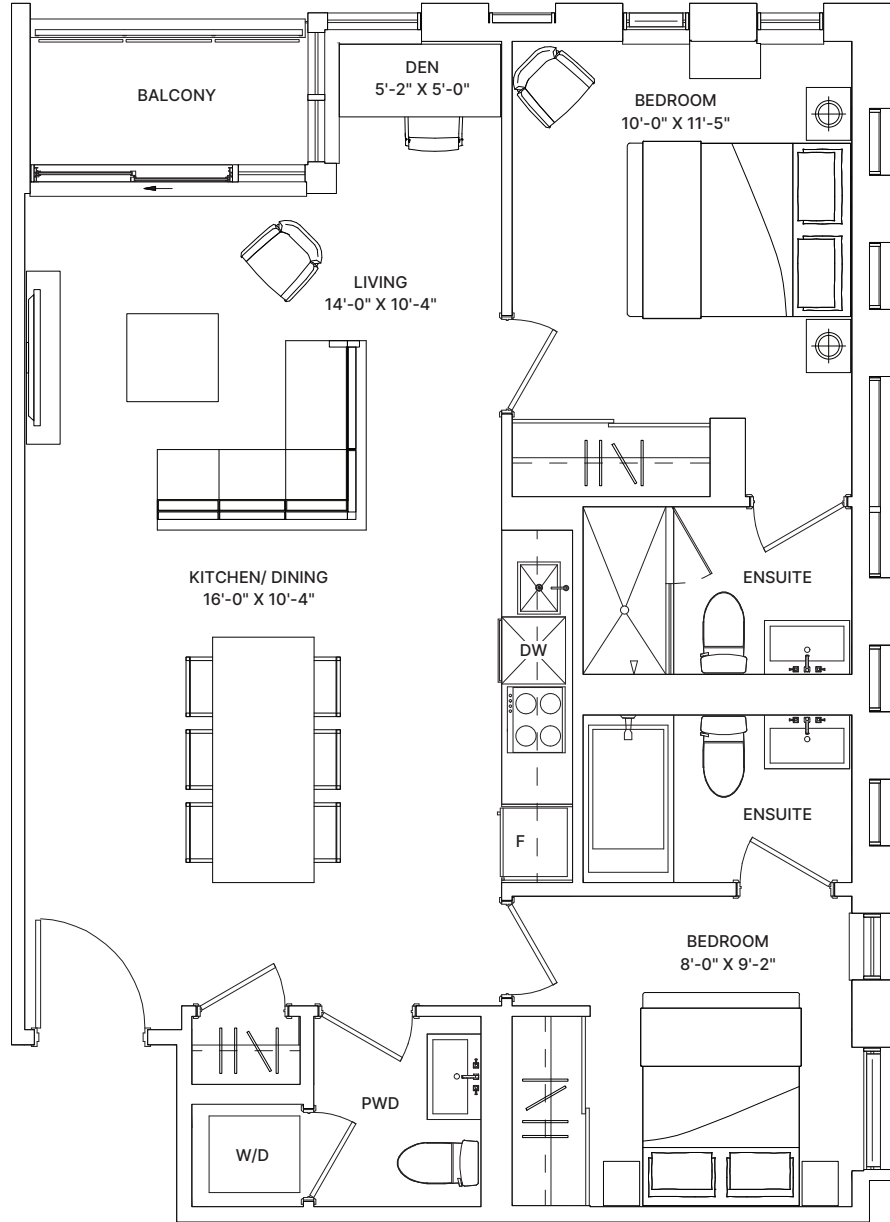 BALCONY
DEN
5'-2" X 5'-0"
BEDROOM
10'-0" X 11'-5"
LIVING
14'-0" X 10'-4"
KITCHEN/ DINING
16'-0" X 10'-4"
ENSUITE
DW
ENSUITE
F
BEDROOM
8'-0" X 9'-2"
PWD
W/D